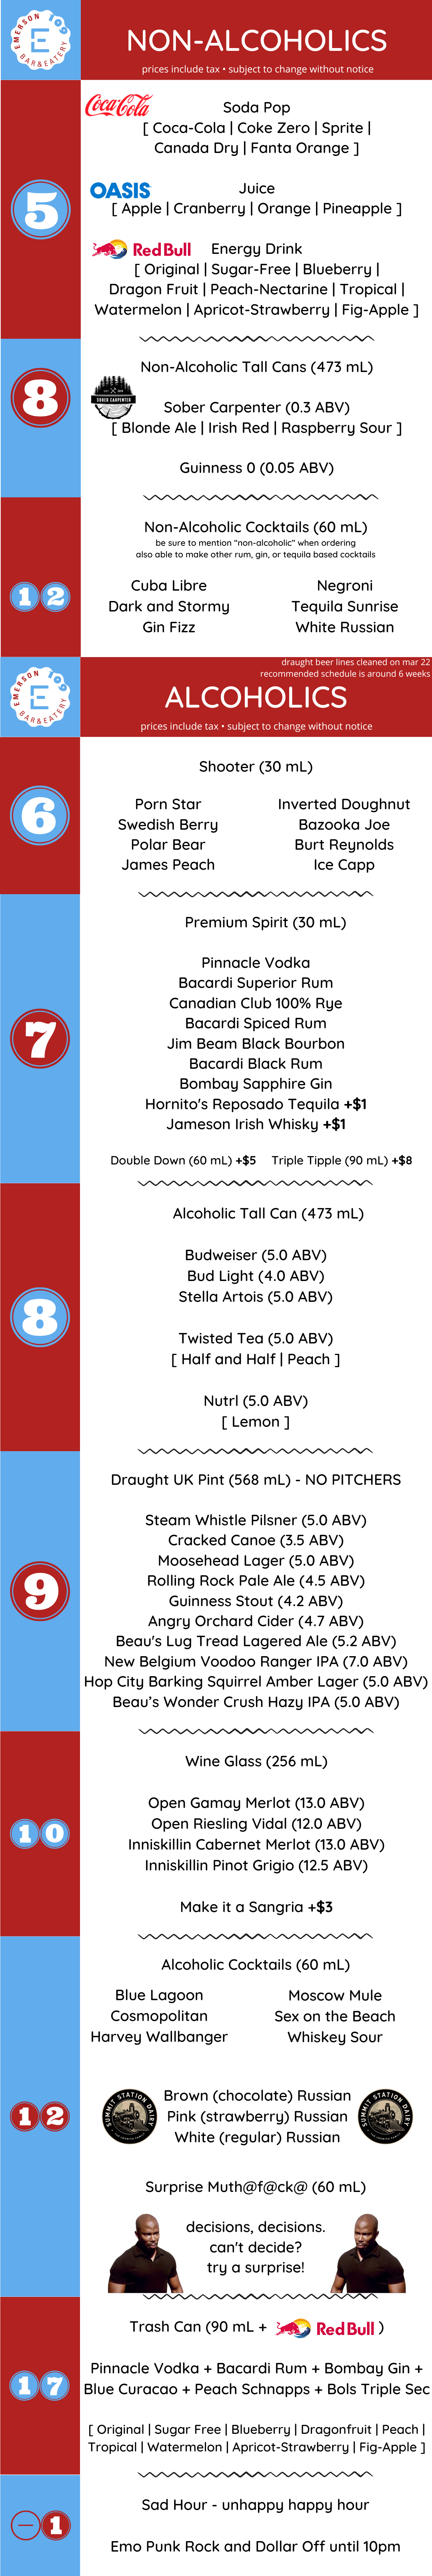 EMERSON 109
E
BAR & EATERY
NON-ALCOHOLICS
prices include tax • subject to change without notice
5
Coca-Cola
Soda Pop
[ Coca-Cola | Coke Zero | Sprite |
Canada Dry | Fanta Orange ]
OASIS
Juice
[ Apple | Cranberry | Orange | Pineapple ]
Red Bull
Energy Drink
[ Original | Sugar-Free | Blueberry |
Dragon Fruit | Peach-Nectarine | Tropical |
Watermelon | Apricot-Strawberry | Fig-Apple ]
8
Non-Alcoholic Tall Cans (473 mL)
SOBER CARPENTER
Sober Carpenter (0.3 ABV)
[ Blonde Ale | Irish Red | Raspberry Sour ]
Guinness 0 (0.05 ABV)
12
Non-Alcoholic Cocktails (60 mL)
be sure to mention "non-alcoholic" when ordering
also able to make other rum, gin, or tequila based cocktails
Cuba Libre
Negroni
Dark and Stormy
Tequila Sunrise
Gin Fizz
White Russian
EMERSON 109
E
BAR & EATERY
draught beer lines cleaned on mar 22
recommended schedule is around 6 weeks
ALCOHOLICS
prices include tax • subject to change without notice
6
Shooter (30 mL)
Porn Star
Inverted Doughnut
Swedish Berry
Bazooka Joe
Polar Bear
Burt Reynolds
James Peach
Ice Capp
7
Premium Spirit (30 mL)
Pinnacle Vodka
Bacardi Superior Rum
Canadian Club 100% Rye
Bacardi Spiced Rum
Jim Beam Black Bourbon
Bacardi Black Rum
Bombay Sapphire Gin
Hornito's Reposado Tequila +$1
Jameson Irish Whisky +$1
Double Down (60 mL) +$5 Triple Tipple (90 mL) +$8
8
Alcoholic Tall Can (473 mL)
Budweiser (5.0 ABV)
Bud Light (4.0 ABV)
Stella Artois (5.0 ABV)
Twisted Tea (5.0 ABV)
[ Half and Half | Peach ]
Nutrl (5.0 ABV)
[ Lemon ]
9
Draught UK Pint (568 mL) - NO PITCHERS
Steam Whistle Pilsner (5.0 ABV)
Cracked Canoe (3.5 ABV)
Moosehead Lager (5.0 ABV)
Rolling Rock Pale Ale (4.5 ABV)
Guinness Stout (4.2 ABV)
Angry Orchard Cider (4.7 ABV)
Beau's Lug Tread Lagered Ale (5.2 ABV)
New Belgium Voodoo Ranger IPA (7.0 ABV)
Hop City Barking Squirrel Amber Lager (5.0 ABV)
Beau’s Wonder Crush Hazy IPA (5.0 ABV)
10
Wine Glass (256 mL)
Open Gamay Merlot (13.0 ABV)
Open Riesling Vidal (12.0 ABV)
Inniskillin Cabernet Merlot (13.0 ABV)
Inniskillin Pinot Grigio (12.5 ABV)
Make it a Sangria +$3
12
Alcoholic Cocktails (60 mL)
Blue Lagoon
Moscow Mule
Cosmopolitan
Sex on the Beach
Harvey Wallbanger
Whiskey Sour
SUMMIT STATION DAIRY
Brown (chocolate) Russian
Pink (strawberry) Russian
White (regular) Russian
SUMMIT STATION DAIRY
Surprise Muth@f@ck@ (60 mL)
decisions, decisions.
can't decide?
try a surprise!
17
Trash Can (90 mL + Red Bull )
Pinnacle Vodka + Bacardi Rum + Bombay Gin +
Blue Curacao + Peach Schnapps + Bols Triple Sec
[ Original | Sugar Free | Blueberry | Dragonfruit | Peach |
Tropical | Watermelon | Apricot-Strawberry | Fig-Apple ]
-1
Sad Hour - unhappy happy hour
Emo Punk Rock and Dollar Off until 10pm